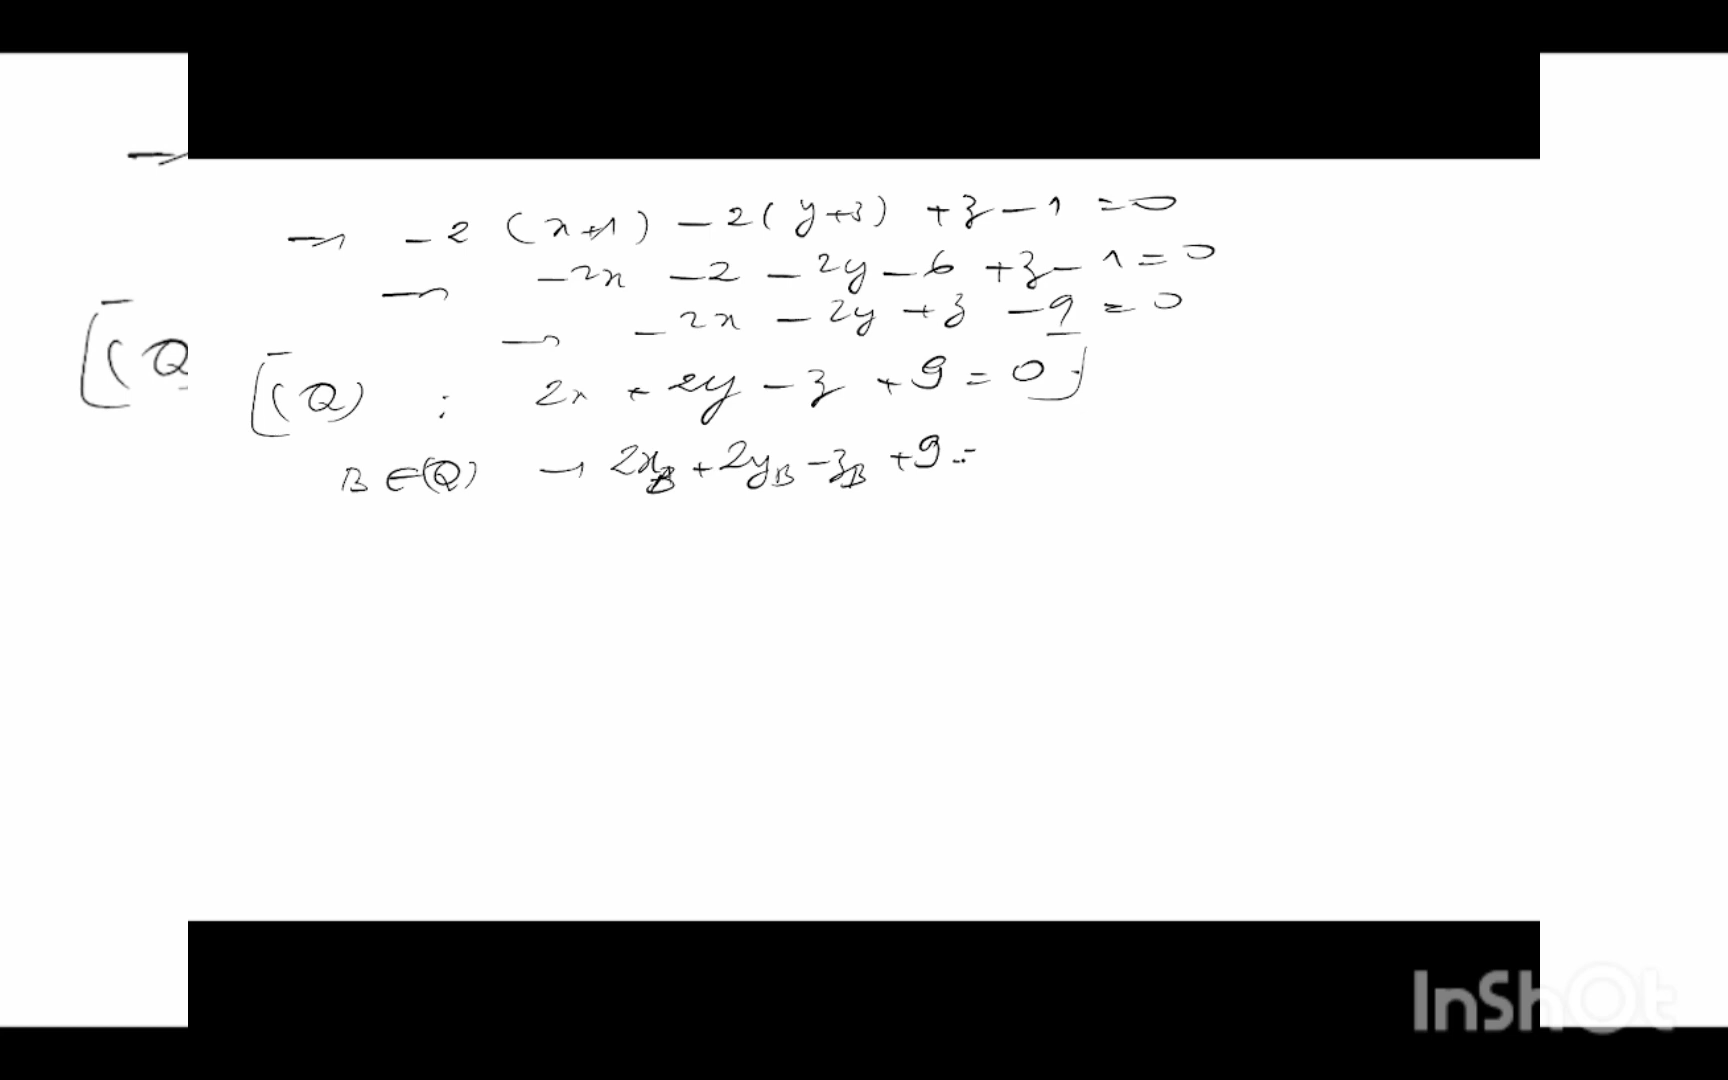 → -2 (x+1) - 2(y+3) + z - 1 = 0
→ -2x - 2 - 2y - 6 + z - 1 = 0
→ -2x - 2y + z - 9 = 0
[(Q
[(Q) : 2x + 2y - z + 9 = 0]
B ∈ (Q) → 2x_B + 2y_B - z_B + 9 =
InShot